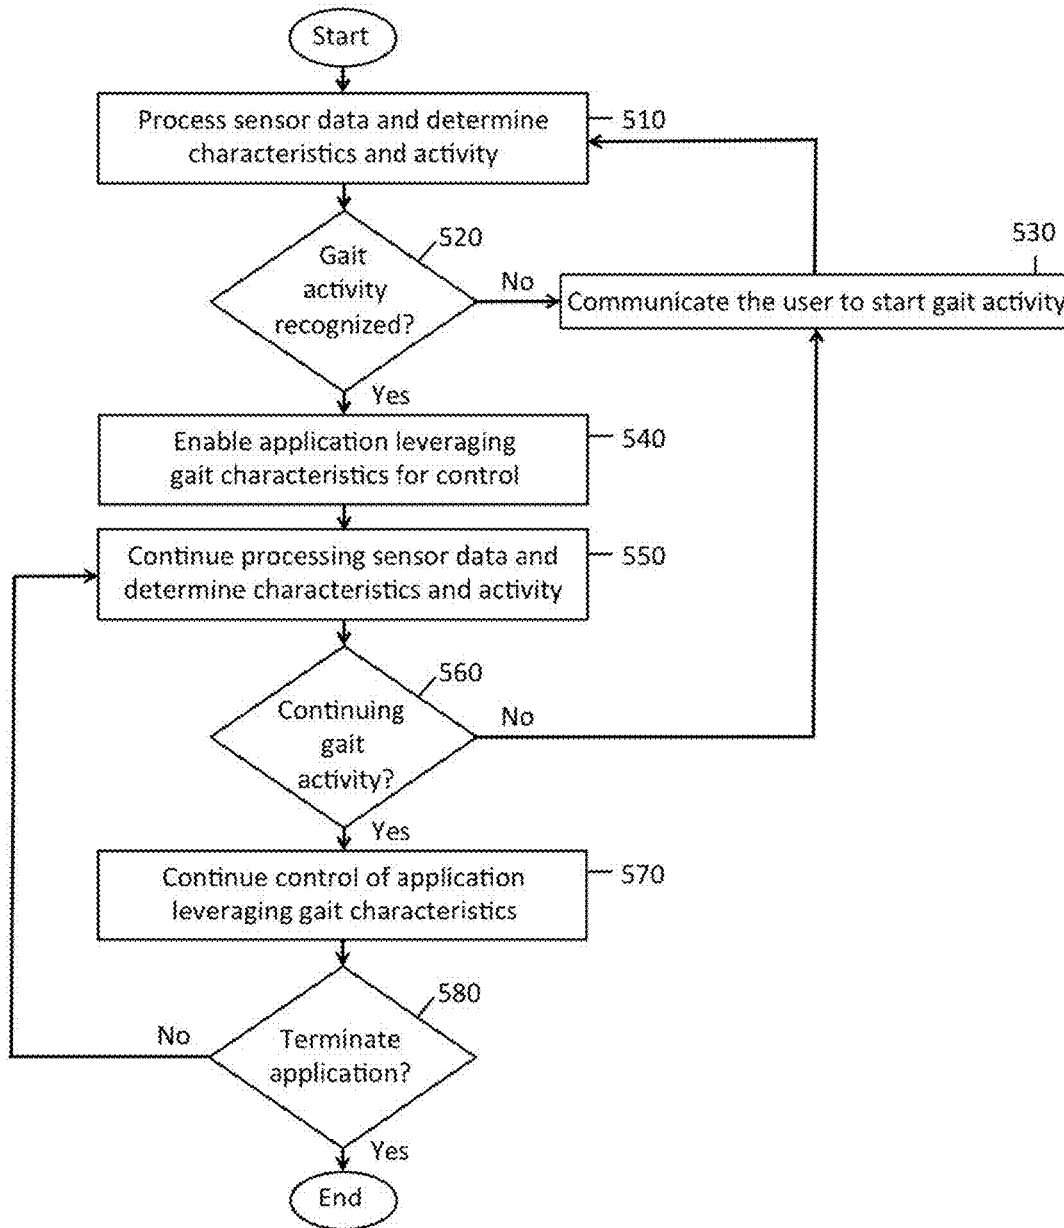 Start
Process sensor data and determine
characteristics and activity
510
520
Gait
activity
recognized?
No
530
Communicate the user to start gait activity
Yes
Enable application leveraging
gait characteristics for control
540
Continue processing sensor data and
determine characteristics and activity
550
560
Continuing
gait
activity?
No
Yes
Continue control of application
leveraging gait characteristics
570
580
No
Terminate
application?
Yes
End